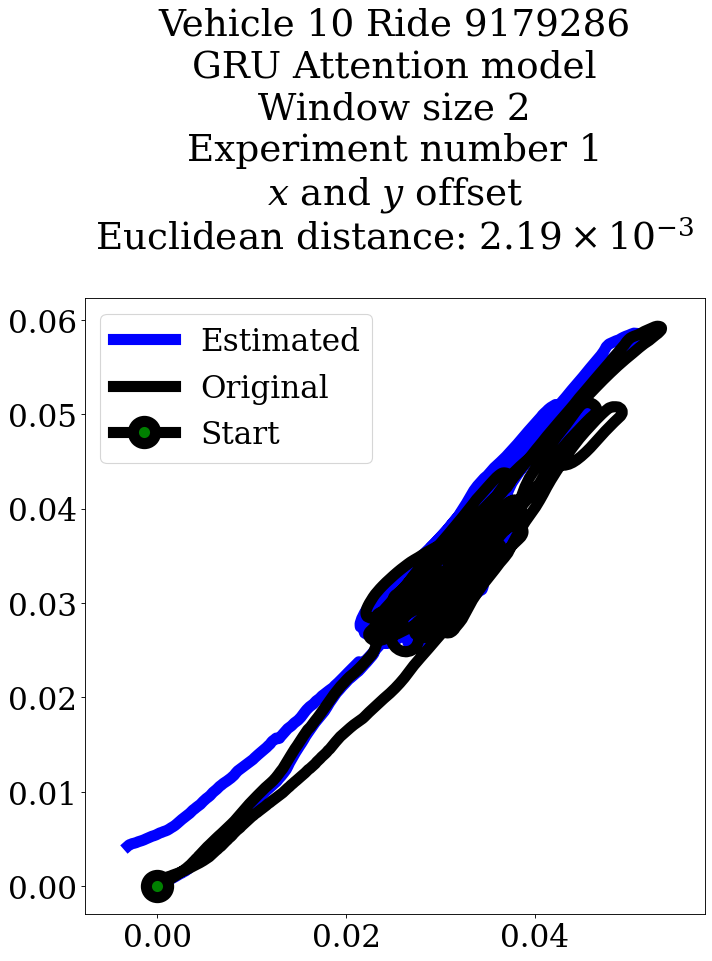 Vehicle 10 Ride 9179286
GRU Attention model
Window size 2
Experiment number 1
x and y offset
Euclidean distance: 2.19 × 10⁻³
Estimated
Original
Start
0.06
0.05
0.04
0.03
0.02
0.01
0.00
0.00 0.02 0.04